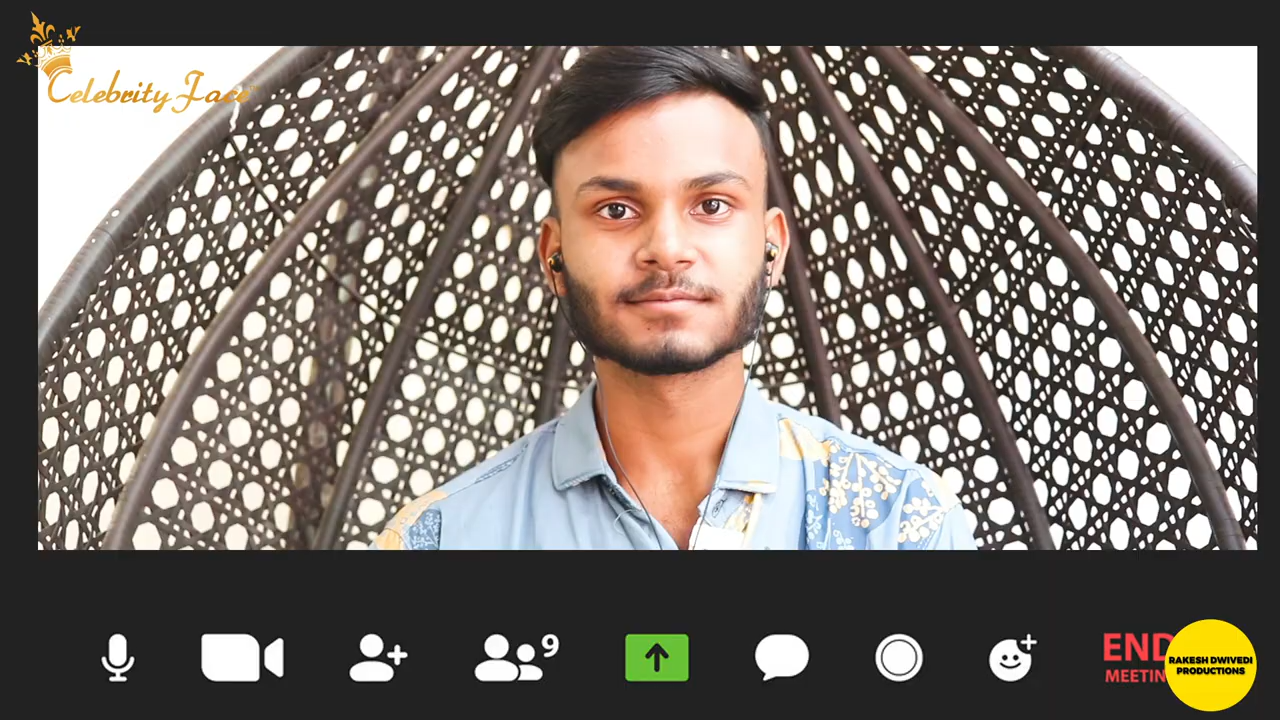 Celebrity Face
9
END
MEETIN
RAKESH DWIVEDI
PRODUCTIONS